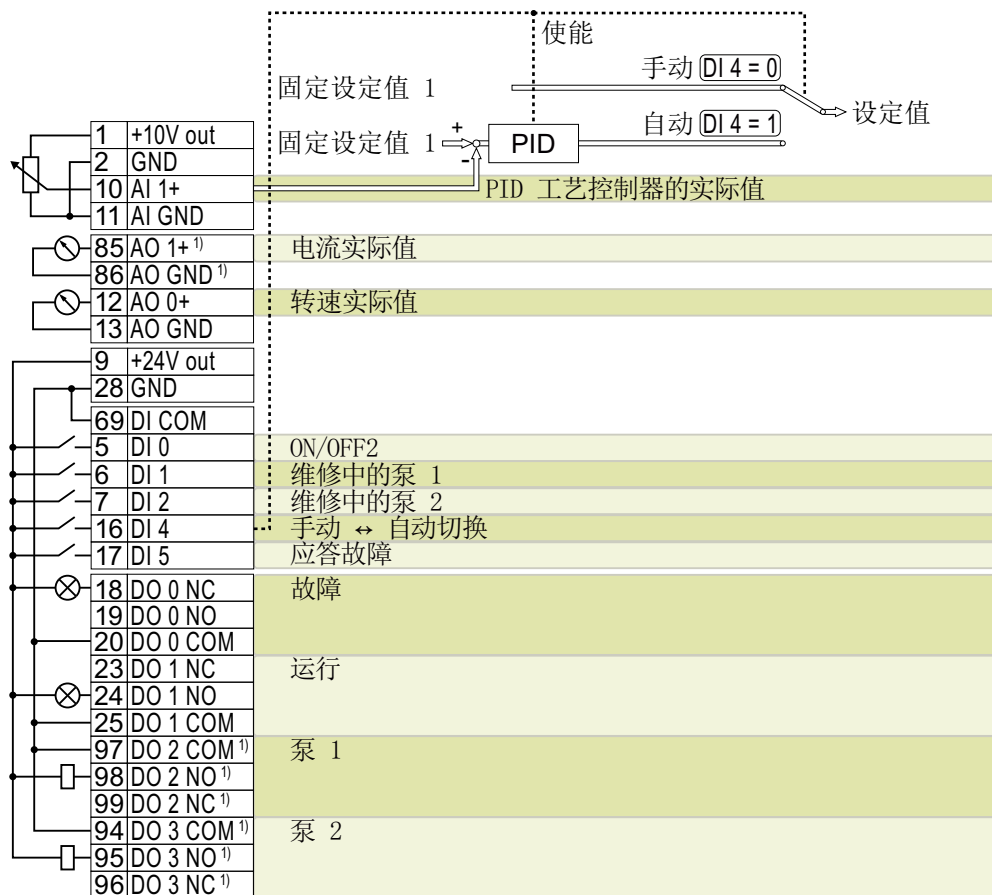 使能
手动 DI 4 = 0
固定设定值 1
设定值
自动 DI 4 = 1
固定设定值 1 + - PID
1 +10V out
2 GND
10 AI 1+ PID 工艺控制器的实际值
11 AI GND
85 AO 1+ 1) 电流实际值
86 AO GND 1)
12 AO 0+ 转速实际值
13 AO GND
9 +24V out
28 GND
69 DI COM
5 DI 0 ON/OFF2
6 DI 1 维修中的泵 1
7 DI 2 维修中的泵 2
16 DI 4 手动 ↔ 自动切换
17 DI 5 应答故障
18 DO 0 NC 故障
19 DO 0 NO
20 DO 0 COM
23 DO 1 NC 运行
24 DO 1 NO
25 DO 1 COM
97 DO 2 COM 1) 泵 1
98 DO 2 NO 1)
99 DO 2 NC 1)
94 DO 3 COM 1) 泵 2
95 DO 3 NO 1)
96 DO 3 NC 1)